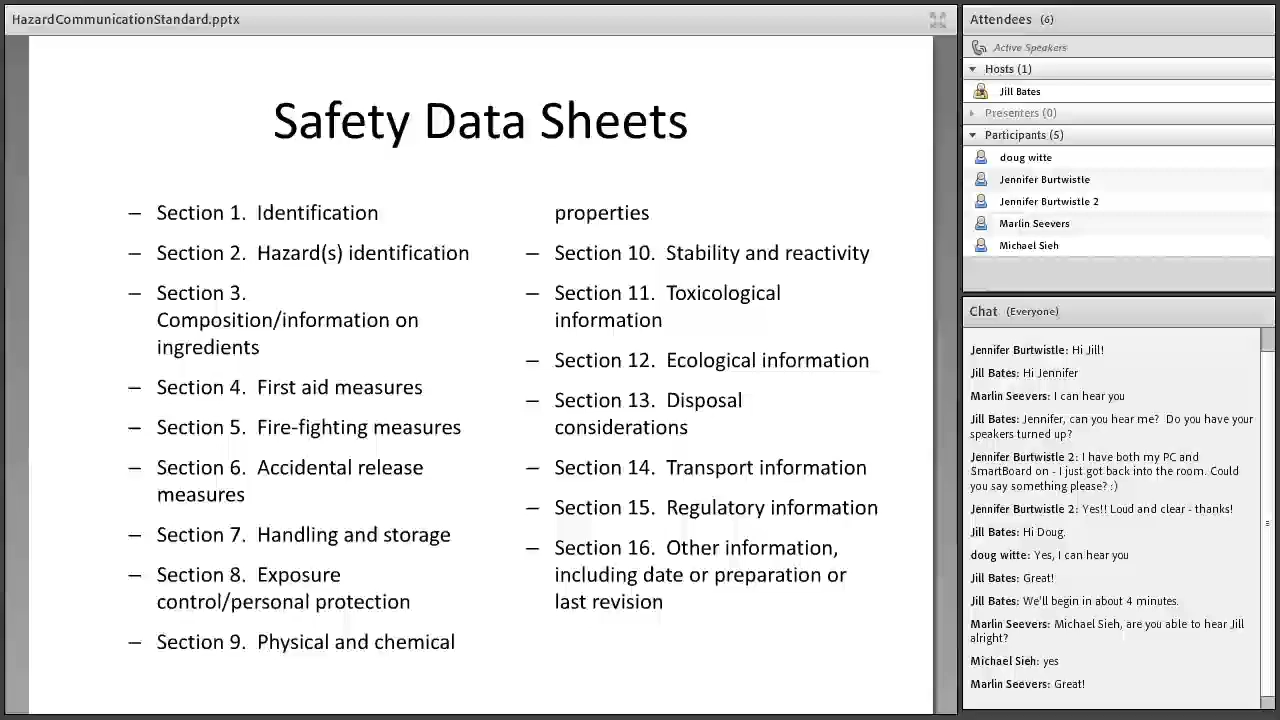 HazardCommunicationStandard.pptx
Safety Data Sheets
– Section 1. Identification
– Section 2. Hazard(s) identification
– Section 3.
Composition/information on
ingredients
– Section 4. First aid measures
– Section 5. Fire-fighting measures
– Section 6. Accidental release
measures
– Section 7. Handling and storage
– Section 8. Exposure
control/personal protection
– Section 9. Physical and chemical
properties
– Section 10. Stability and reactivity
– Section 11. Toxicological
information
– Section 12. Ecological information
– Section 13. Disposal
considerations
– Section 14. Transport information
– Section 15. Regulatory information
– Section 16. Other information,
including date or preparation or
last revision
Attendees (6)
Active Speakers
Hosts (1)
Jill Bates
Presenters (0)
Participants (5)
doug witte
Jennifer Burtwistle
Jennifer Burtwistle 2
Marlin Seevers
Michael Sieh
Chat (Everyone)
Jennifer Burtwistle: Hi Jill!
Jill Bates: Hi Jennifer
Marlin Seevers: I can hear you
Jill Bates: Jennifer, can you hear me? Do you have your
speakers turned up?
Jennifer Burtwistle 2: I have both my PC and
SmartBoard on - I just got back into the room. Could
you say something please? :)
Jennifer Burtwistle 2: Yes!! Loud and clear - thanks!
Jill Bates: Hi Doug.
doug witte: Yes, I can hear you
Jill Bates: Great!
Jill Bates: We'll begin in about 4 minutes.
Marlin Seevers: Michael Sieh, are you able to hear Jill
alright?
Michael Sieh: yes
Marlin Seevers: Great!